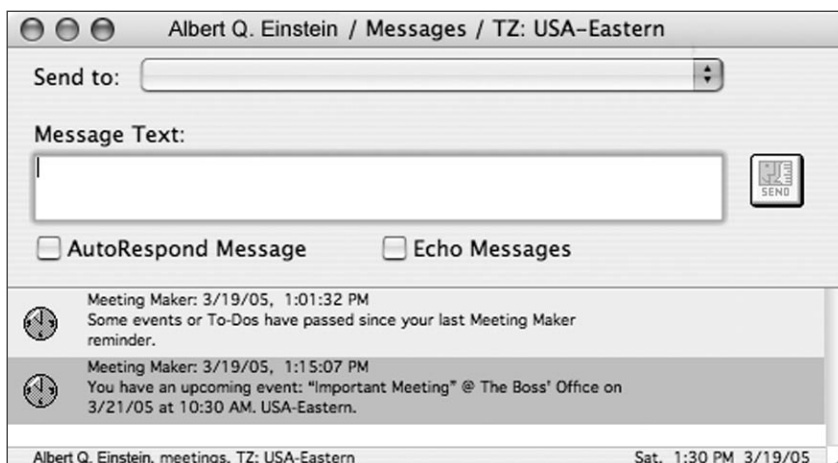 Albert Q. Einstein / Messages / TZ: USA-Eastern
Send to:
Message Text:
SEND
AutoRespond Message Echo Messages
Meeting Maker: 3/19/05, 1:01:32 PM
Some events or To-Dos have passed since your last Meeting Maker
reminder.
Meeting Maker: 3/19/05, 1:15:07 PM
You have an upcoming event: “Important Meeting” @ The Boss’ Office on
3/21/05 at 10:30 AM. USA-Eastern.
Albert Q. Einstein, meetings, TZ: USA-Eastern Sat, 1:30 PM 3/19/05